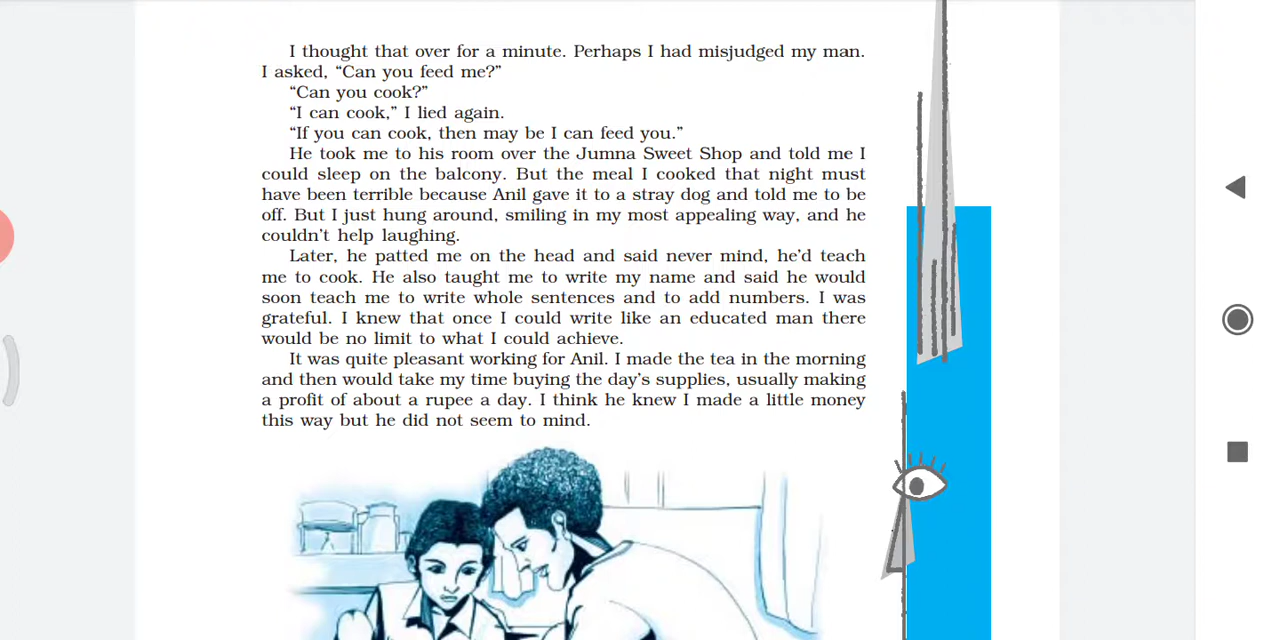 I thought that over for a minute. Perhaps I had misjudged my man.
I asked, “Can you feed me?”
“Can you cook?”
“I can cook,” I lied again.
“If you can cook, then may be I can feed you.”
He took me to his room over the Jumna Sweet Shop and told me I
could sleep on the balcony. But the meal I cooked that night must
have been terrible because Anil gave it to a stray dog and told me to be
off. But I just hung around, smiling in my most appealing way, and he
couldn’t help laughing.
Later, he patted me on the head and said never mind, he’d teach
me to cook. He also taught me to write my name and said he would
soon teach me to write whole sentences and to add numbers. I was
grateful. I knew that once I could write like an educated man there
would be no limit to what I could achieve.
It was quite pleasant working for Anil. I made the tea in the morning
and then would take my time buying the day’s supplies, usually making
a profit of about a rupee a day. I think he knew I made a little money
this way but he did not seem to mind.